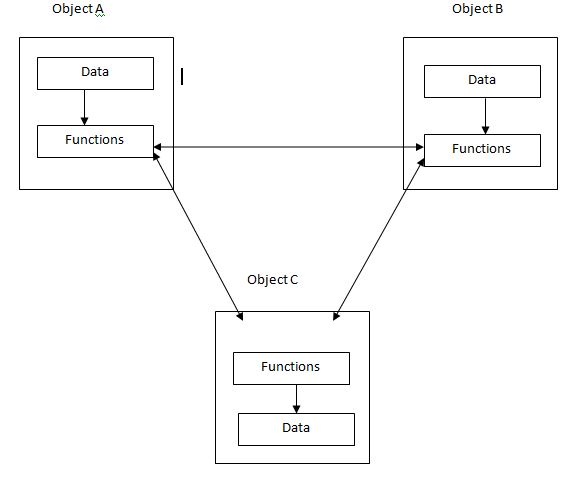 Object A
Object B
Data
Data
Functions
Functions
Object C
Functions
Data